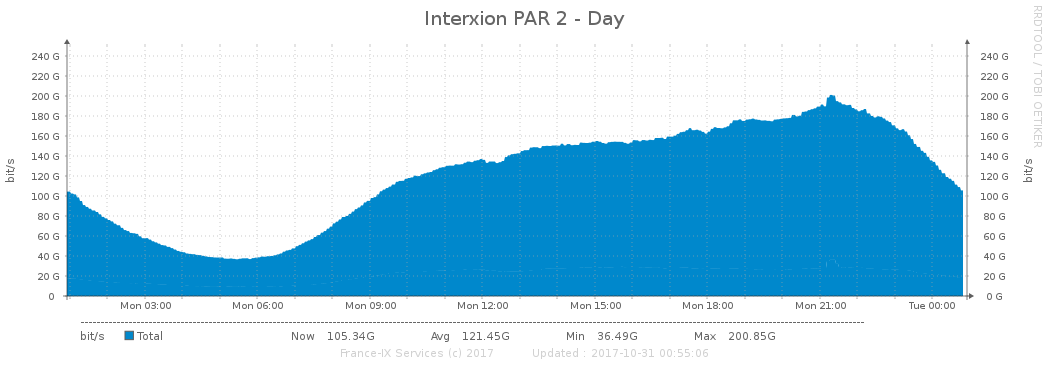 Interxion PAR 2 - Day
RRDTOOL / TOBI OETIKER
240 G 240 G
220 G 220 G
200 G 200 G
180 G 180 G
160 G 160 G
140 G 140 G
120 G 120 G
100 G 100 G
80 G 80 G
60 G 60 G
40 G 40 G
20 G 20 G
0 0 G
bit/s bit/s
Mon 03:00 Mon 06:00 Mon 09:00 Mon 12:00 Mon 15:00 Mon 18:00 Mon 21:00 Tue 00:00
bit/s Total Now 105.34G Avg 121.45G Min 36.49G Max 200.85G
France-IX Services (c) 2017 Updated : 2017-10-31 00:55:06